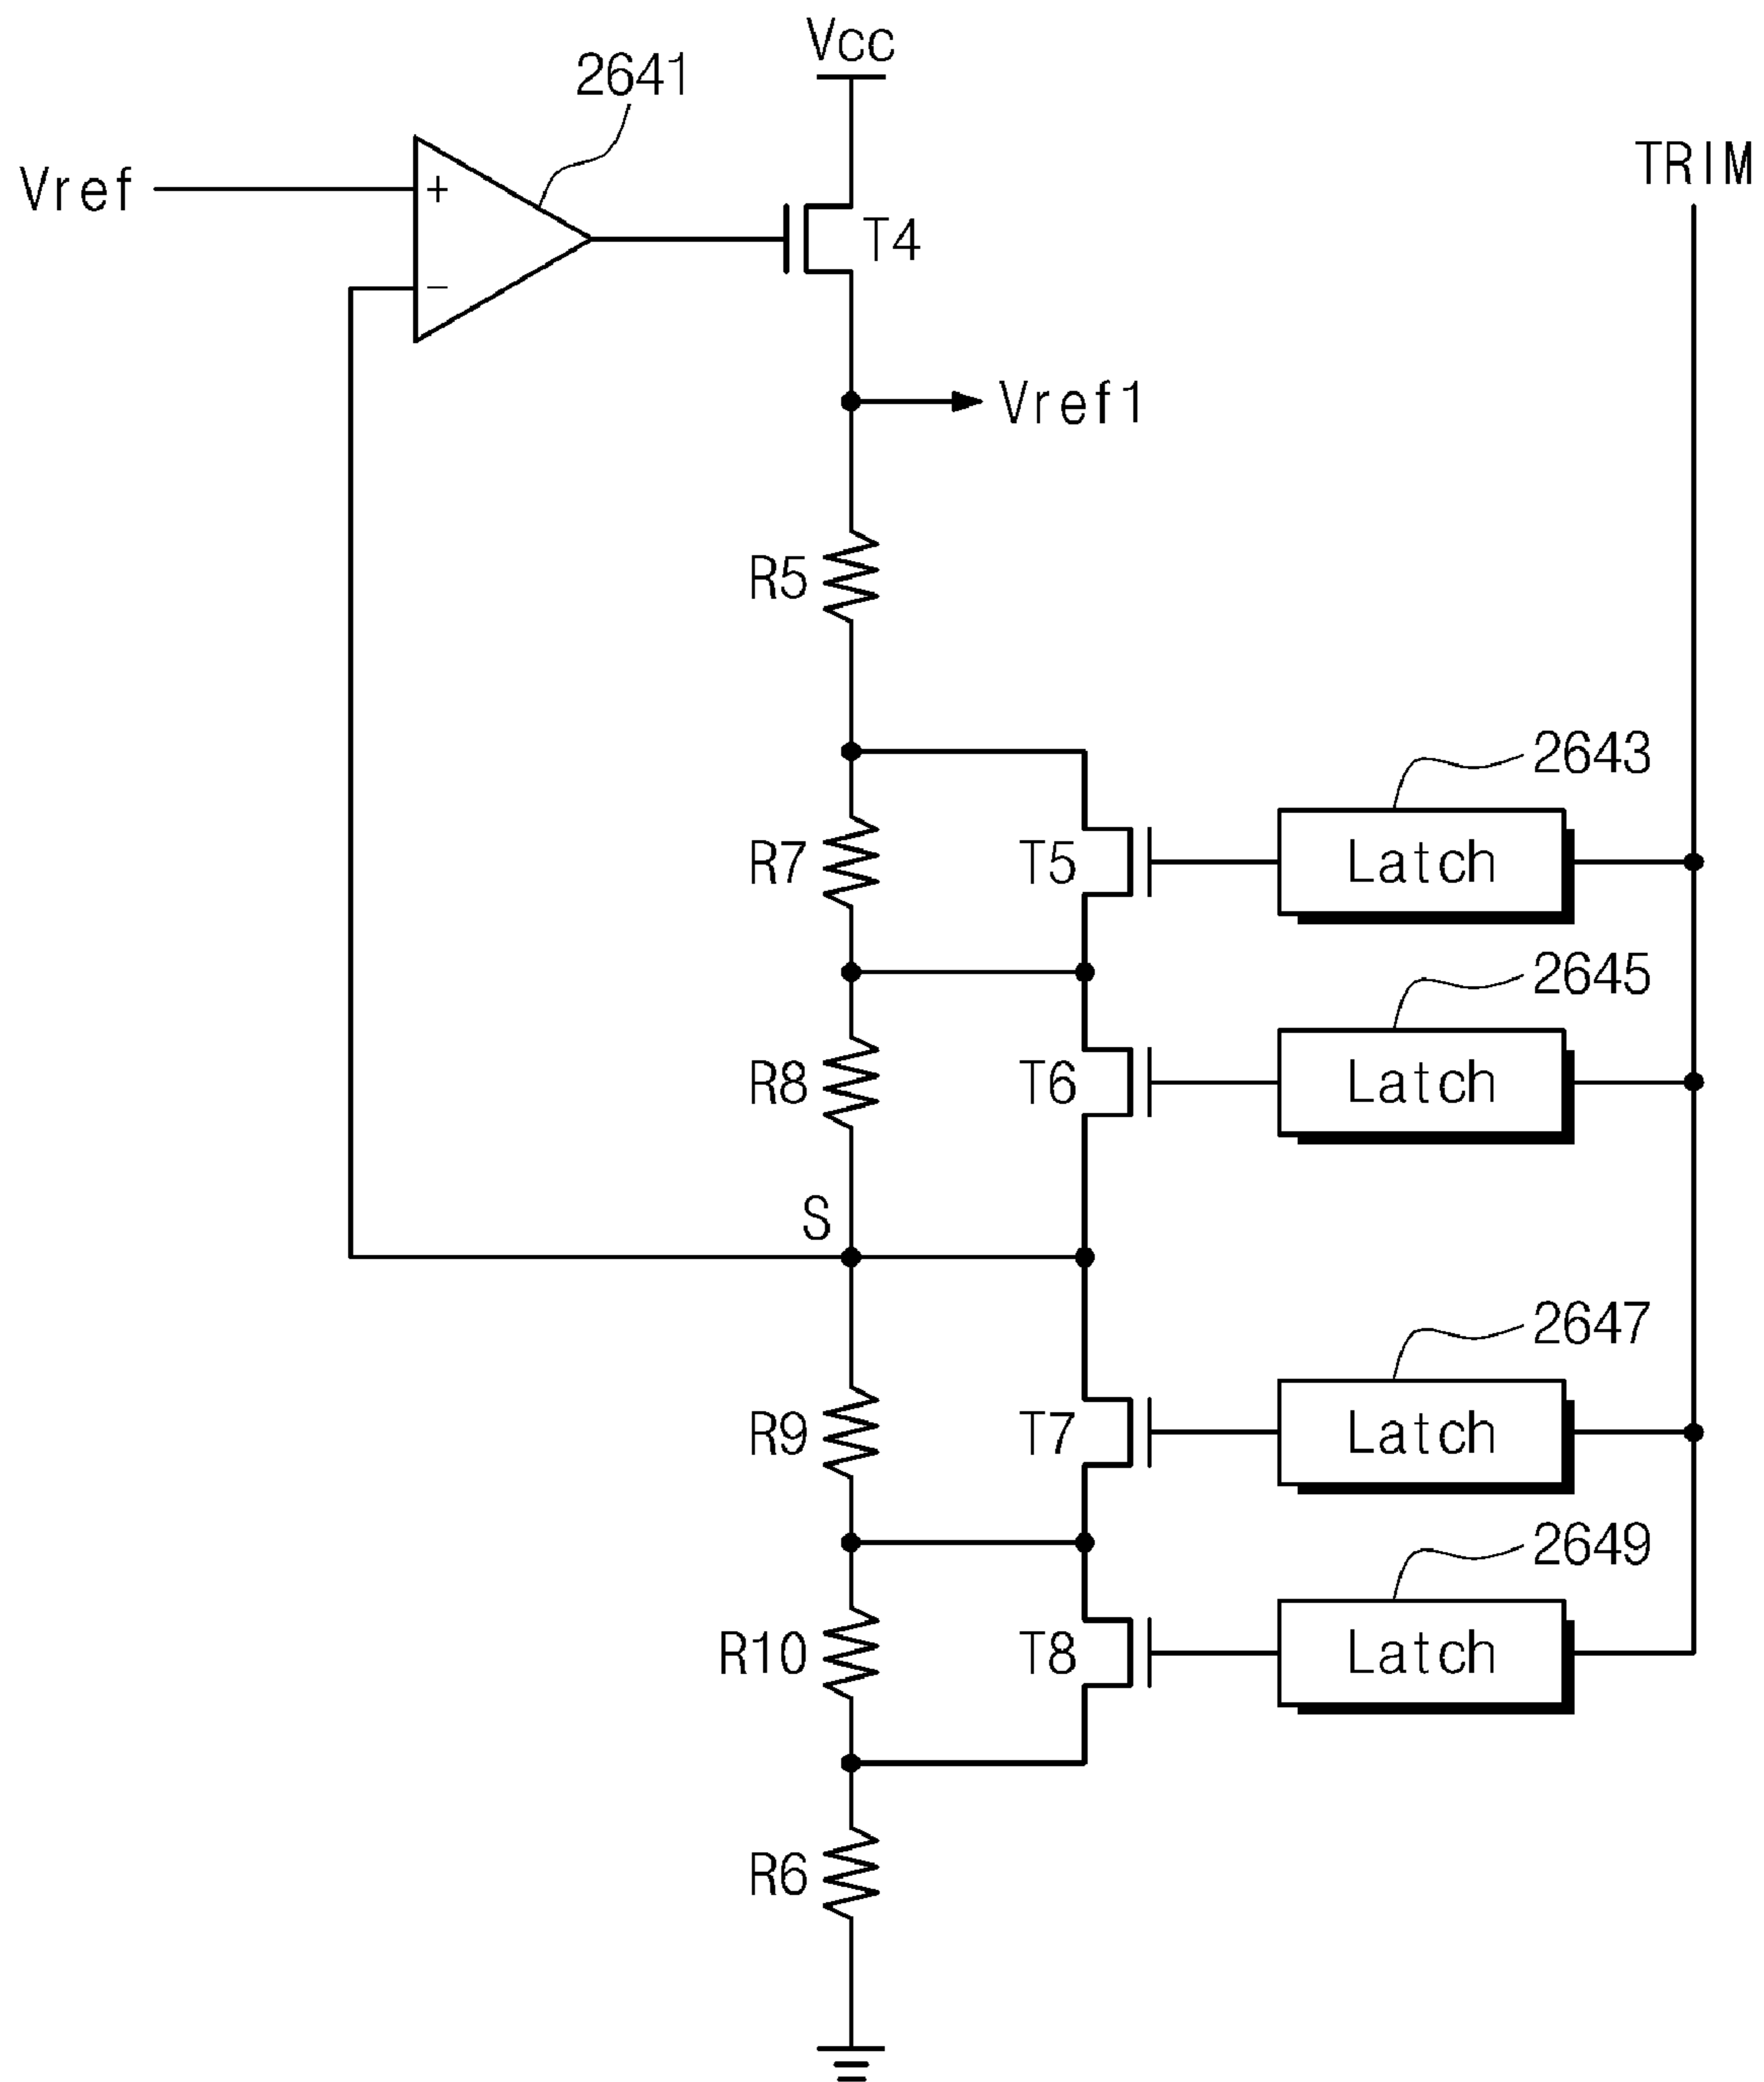 Vcc
2641
Vref
+
−
T4
TRIM
Vref1
R5
2643
R7
T5
Latch
2645
R8
T6
Latch
S
2647
R9
T7
Latch
2649
R10
T8
Latch
R6